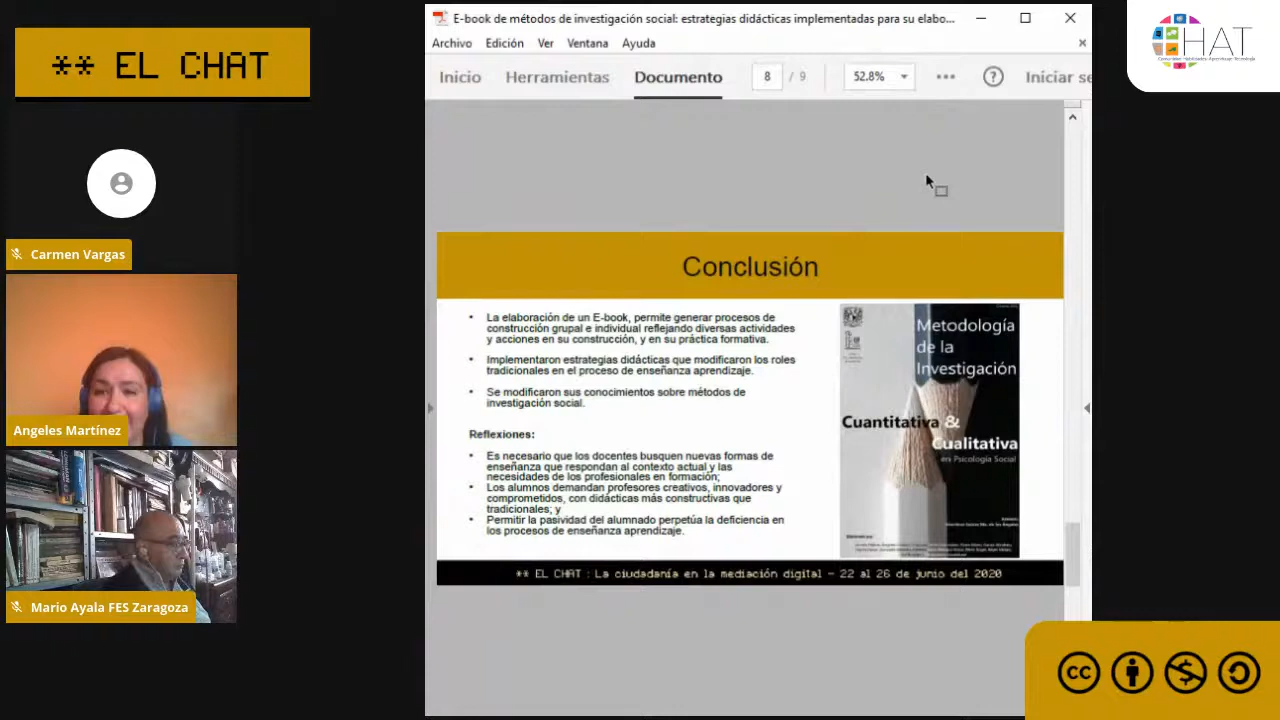 ** EL CHAT
Carmen Vargas
Angeles Martínez
Mario Ayala FES Zaragoza
E-book de métodos de investigación social: estrategias didácticas implementadas para su elabo...
Archivo Edición Ver Ventana Ayuda
Inicio Herramientas Documento 8 / 9 52.8% Iniciar se
Conclusión
• La elaboración de un E-book, permite generar procesos de
construcción grupal e individual reflejando diversas actividades
y acciones en su construcción, y en su práctica formativa.
• Implementaron estrategias didácticas que modificaron los roles
tradicionales en el proceso de enseñanza aprendizaje.
• Se modificaron sus conocimientos sobre métodos de
investigación social.
Reflexiones:
• Es necesario que los docentes busquen nuevas formas de
enseñanza que respondan al contexto actual y las
necesidades de los profesionales en formación;
• Los alumnos demandan profesores creativos, innovadores y
comprometidos, con didácticas más constructivas que
tradicionales; y
• Permitir la pasividad del alumnado perpetúa la deficiencia en
los procesos de enseñanza aprendizaje.
Metodología
de la
Investigación
Cuantitativa &
Cualitativa
en Psicología Social
** EL CHAT : La ciudadanía en la mediación digital – 22 al 26 de junio del 2020
CHAT
cc